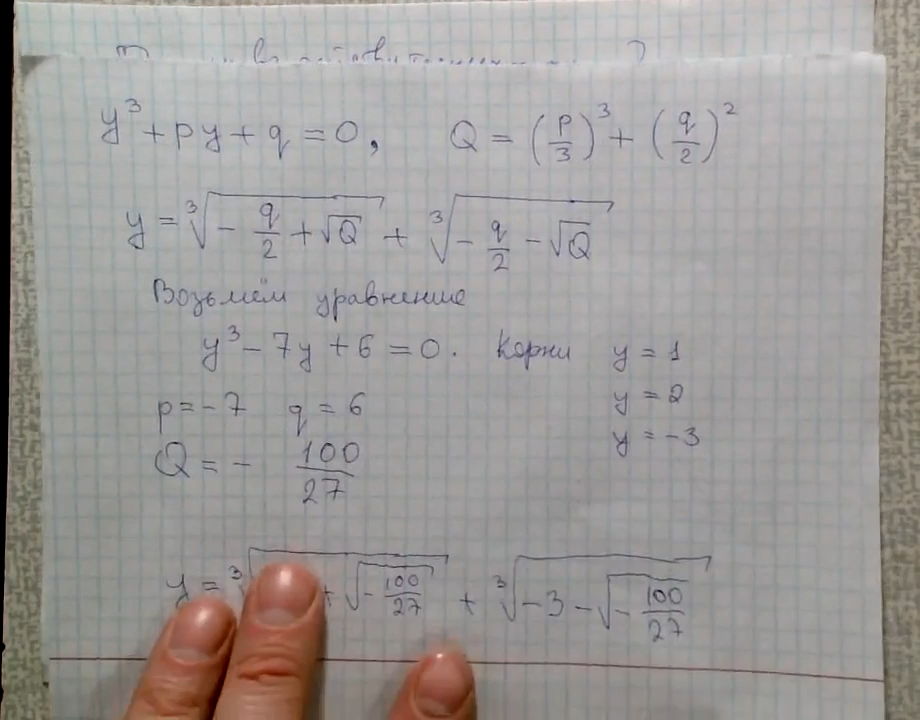 y³ + py + q = 0, Q = (p/3)³ + (q/2)²
y = ∛(-q/2 + √Q) + ∛(-q/2 - √Q)
Возьмём уравнение
y³ - 7y + 6 = 0. Корни y = 1
y = 2
p = -7 q = 6
y = -3
Q = - 100/27
y = ∛( + √(-100/27)) + ∛(-3 - √(-100/27))